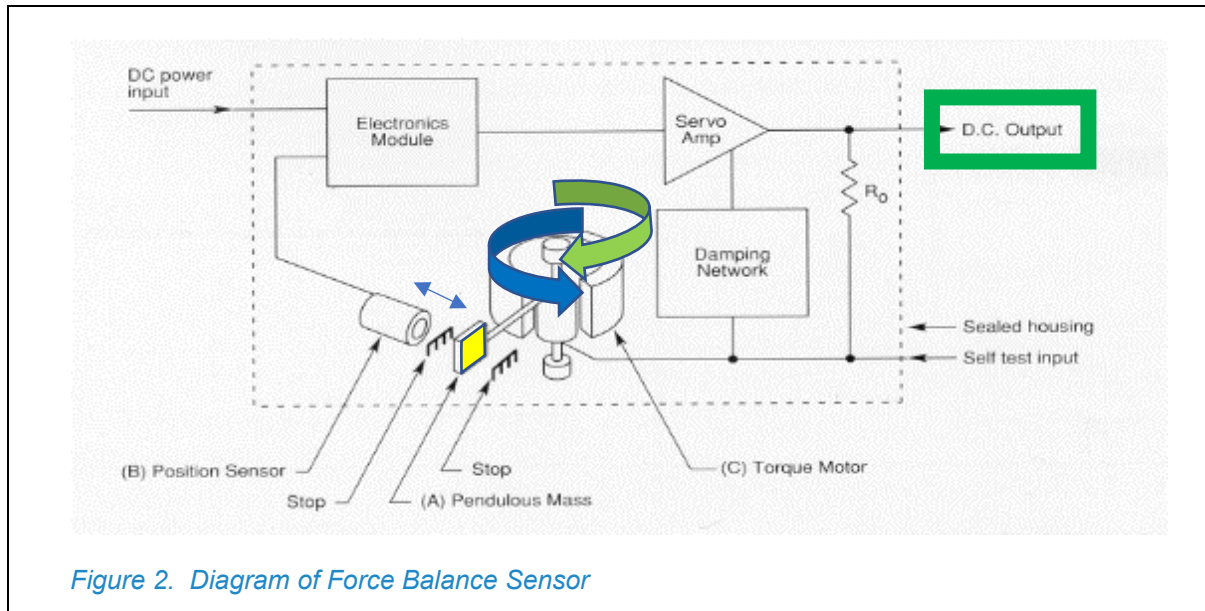 DC power
input
Electronics
Module
Servo
Amp
D.C. Output
R₀
Damping
Network
Sealed housing
Self test input
(B) Position Sensor
Stop
(C) Torque Motor
Stop
(A) Pendulous Mass
Figure 2. Diagram of Force Balance Sensor